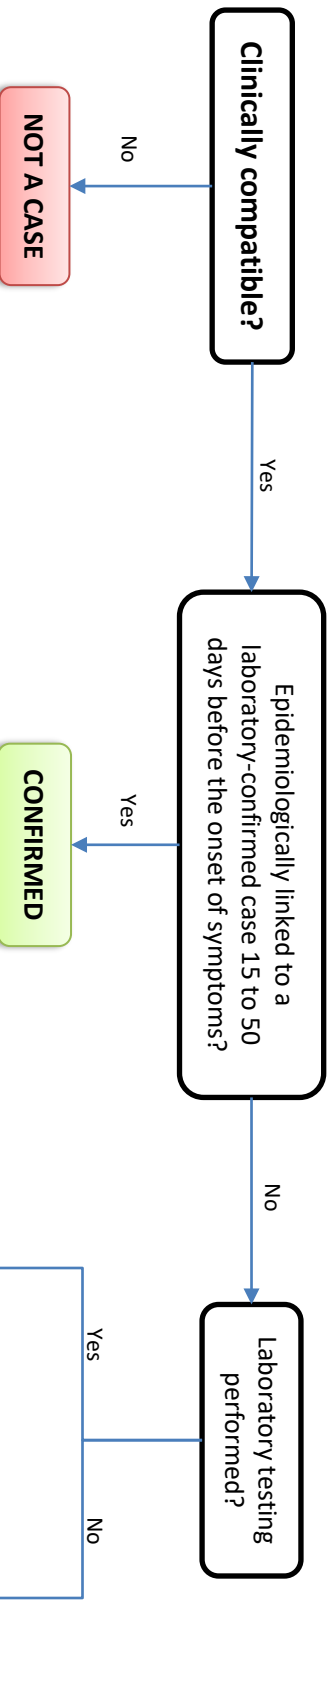 Clinically compatible?
No
NOT A CASE
Yes
Epidemiologically linked to a
laboratory-confirmed case 15 to 50
days before the onset of symptoms?
Yes
CONFIRMED
No
Laboratory testing
performed?
Yes
No